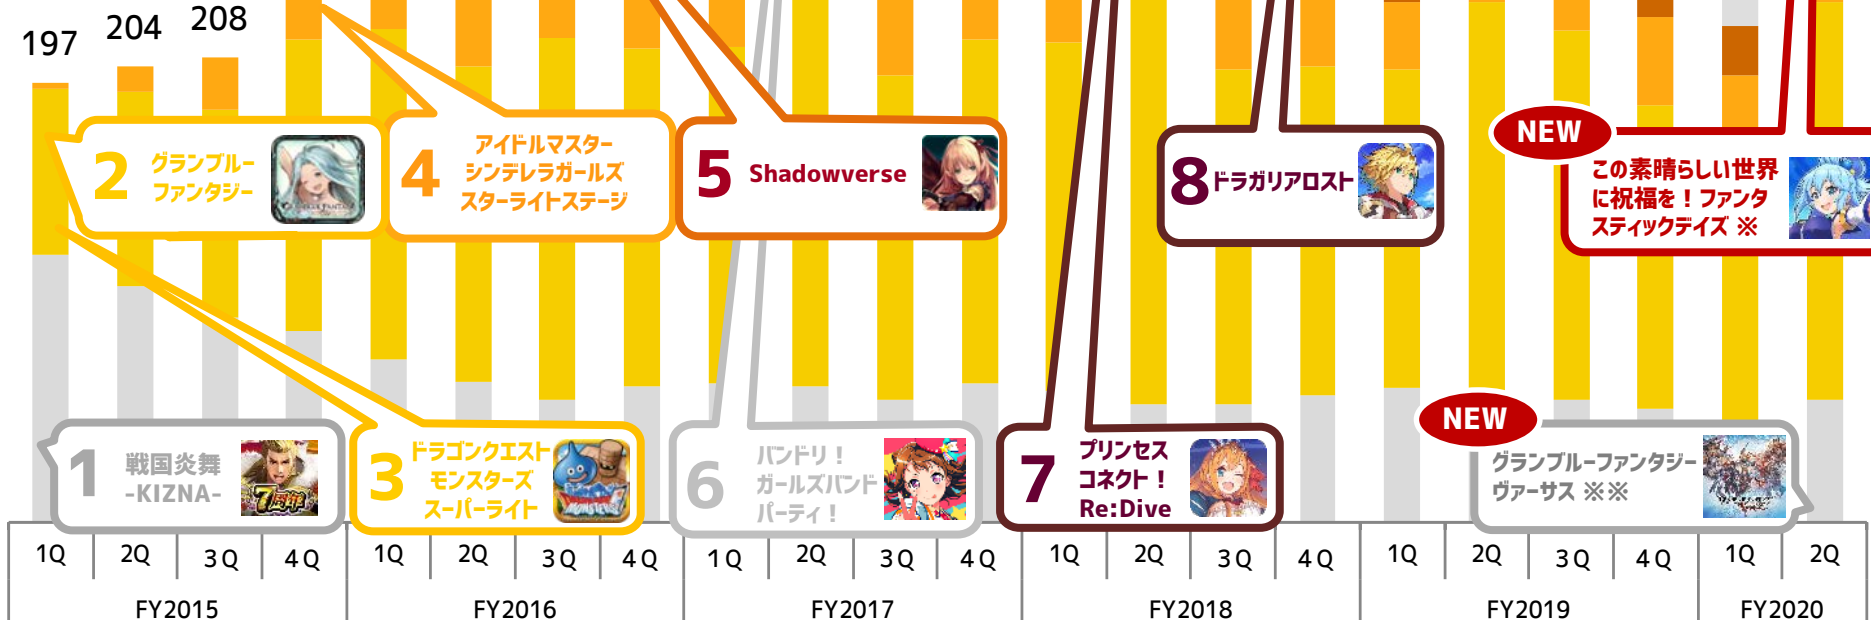 197
204
208
2
グランブルー
ファンタジー
4
アイドルマスター
シンデレラガールズ
スターライトステージ
5
Shadowverse
8
ドラガリアロスト
NEW
この素晴らしい世界
に祝福を！ファンタ
スティックデイズ ※
1
戦国炎舞
-KIZNA-
7周年
3
ドラゴンクエスト
モンスターズ
スーパーライト
6
バンドリ！
ガールズバンド
パーティ！
7
プリンセス
コネクト！
Re:Dive
NEW
グランブルーファンタジー
ヴァーサス ※※
1Q 2Q 3Q 4Q 1Q 2Q 3Q 4Q 1Q 2Q 3Q 4Q 1Q 2Q 3Q 4Q 1Q 2Q 3Q 4Q 1Q 2Q
FY2015 FY2016 FY2017 FY2018 FY2019 FY2020